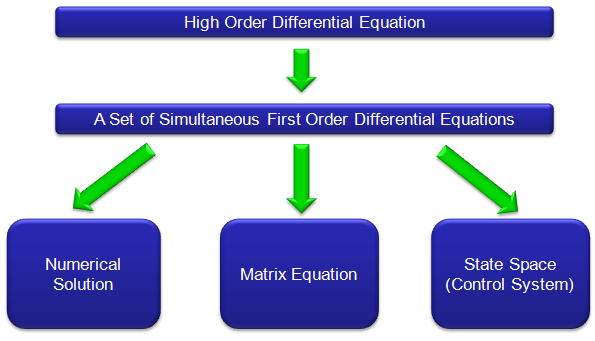 High Order Differential Equation
A Set of Simultaneous First Order Differential Equations
Numerical
Solution
Matrix Equation
State Space
(Control System)